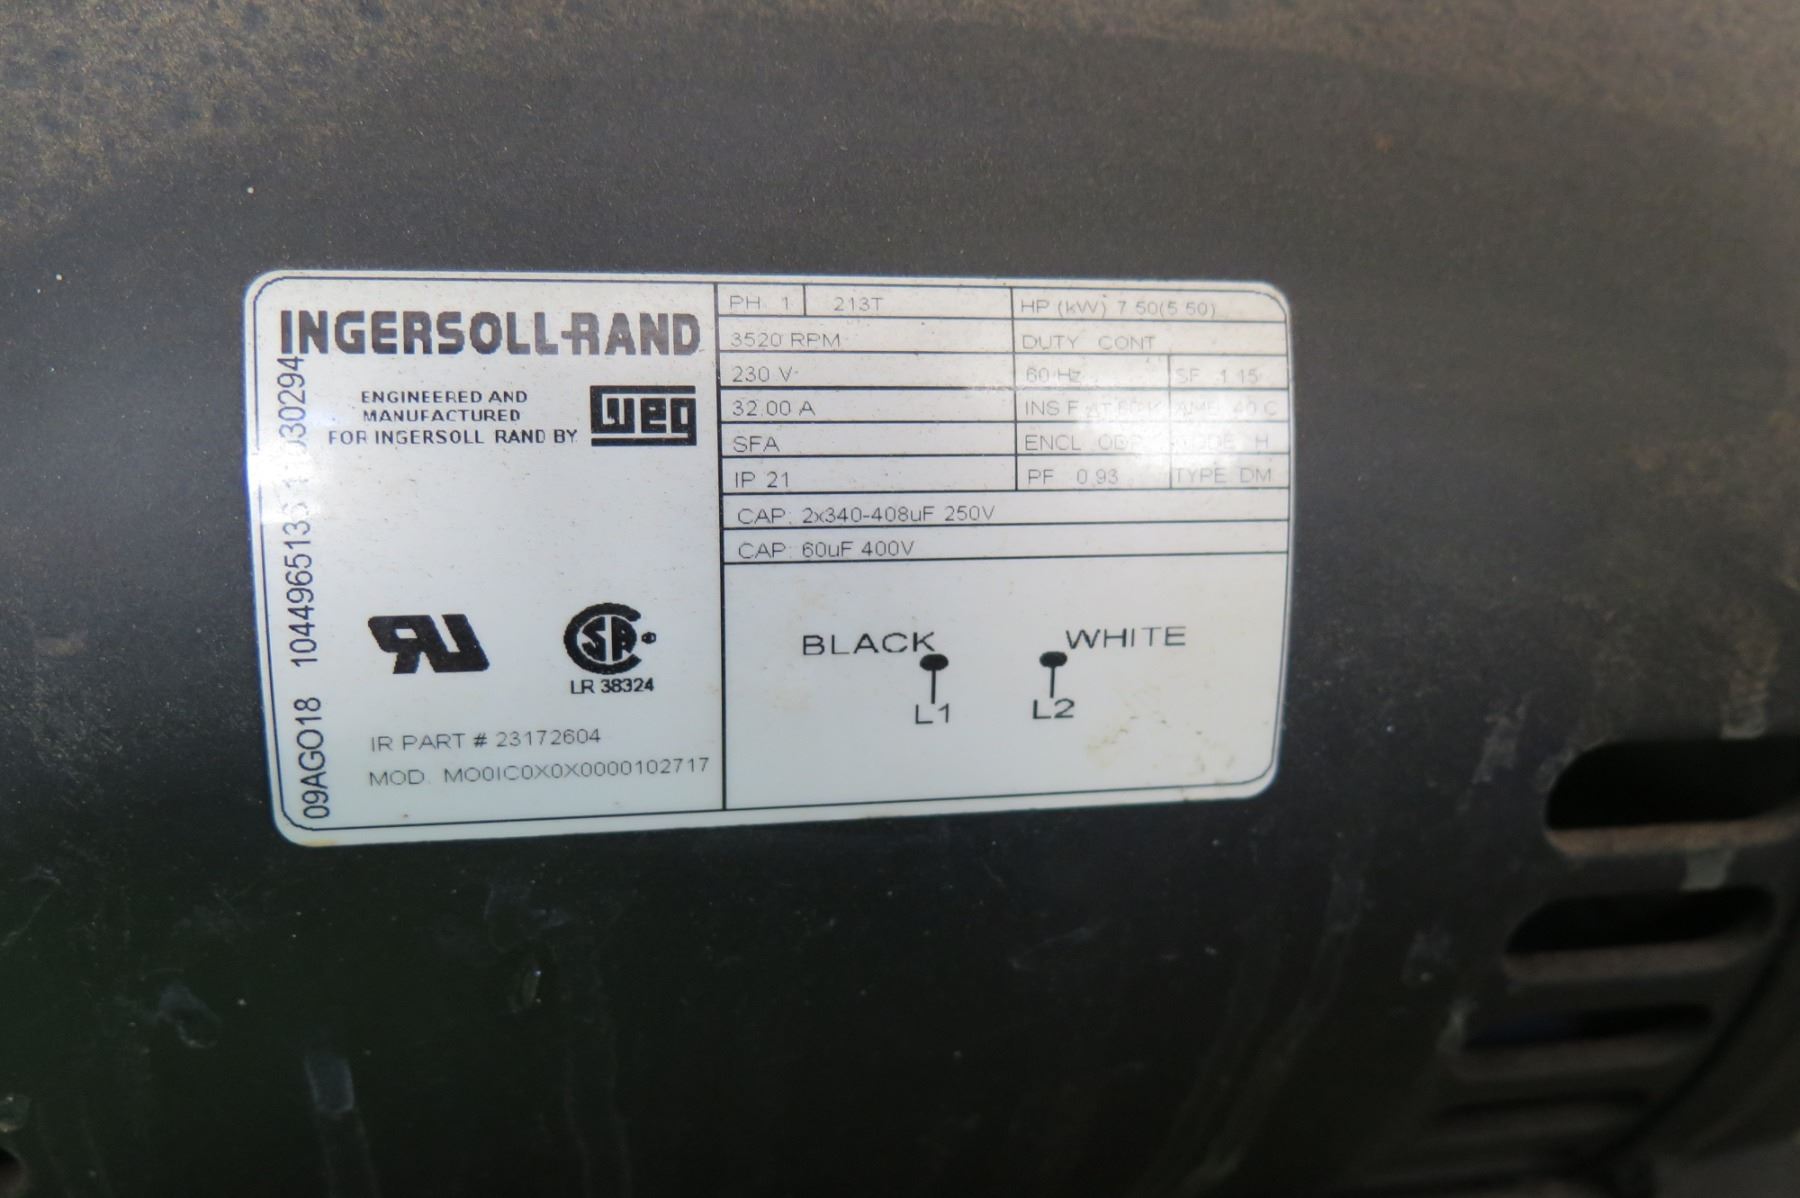 INGERSOLL-RAND
ENGINEERED AND
MANUFACTURED
FOR INGERSOLL RAND BY
WEG
LR 38324
IR PART # 23172604
MOD. MO0IC0X0X0000102717
09AGO18
PH 1 213T HP (kW) 7.50(5.50)
3520 RPM DUTY CONT
230 V 60 Hz SF 1.15
32.00 A INS F AMB 40 C
SFA ENCL ODP CODE H
IP 21 PF 0.93 TYPE DM
CAP: 2x340-408uF 250V
CAP: 60uF 400V
BLACK WHITE
L1 L2